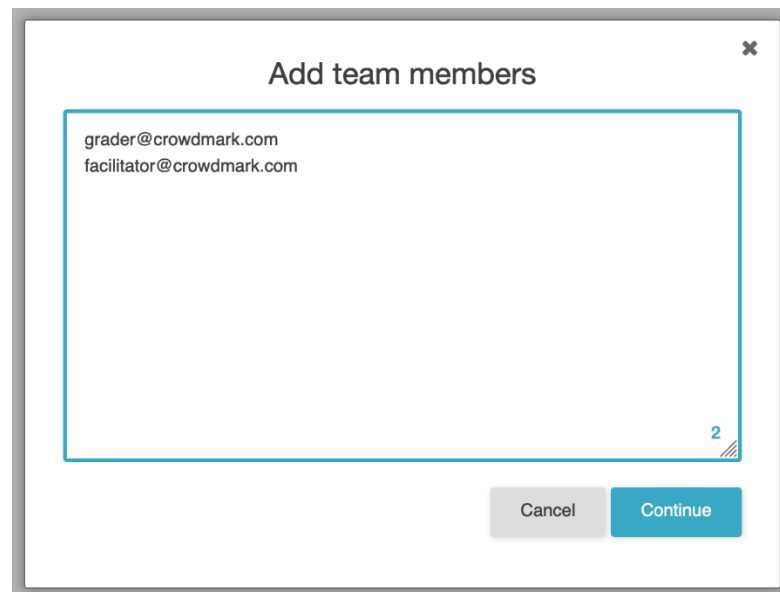 Add team members
grader@crowdmark.com
facilitator@crowdmark.com
2
Cancel
Continue